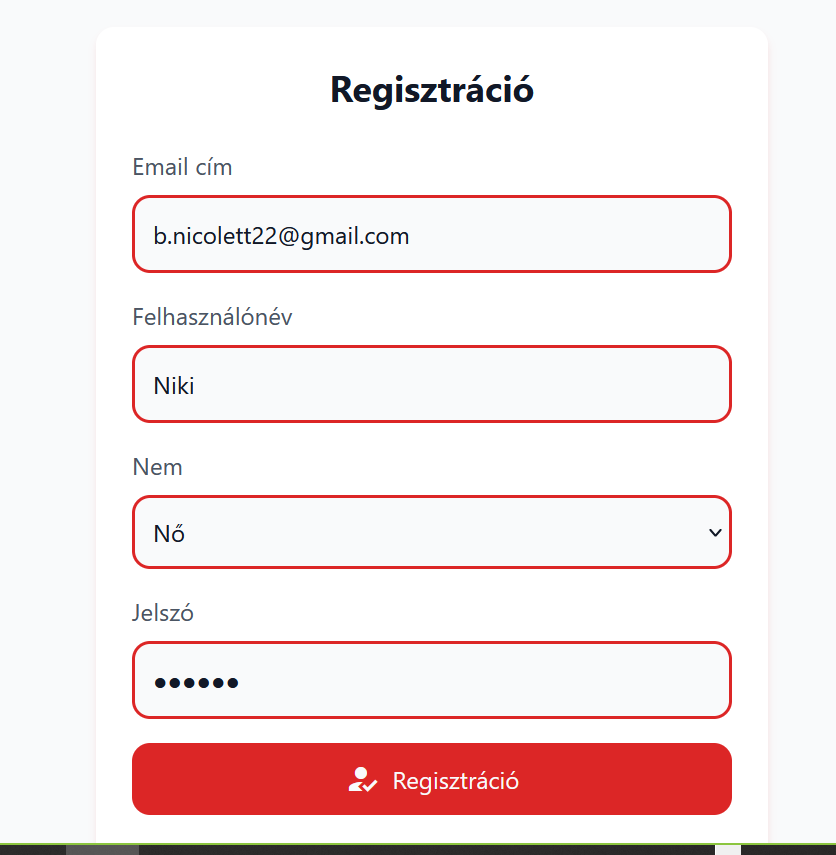 Regisztráció
Email cím
b.nicolett22@gmail.com
Felhasználónév
Niki
Nem
Nő
Jelszó
••••••
Regisztráció